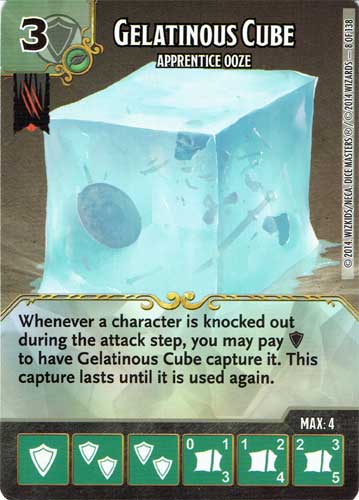 3
GELATINOUS CUBE
APPRENTICE OOZE
© 2014 WIZKIDS/NECA. DICE MASTERS ®/© 2014 WIZARDS — 8 OF 138
Whenever a character is knocked out
during the attack step, you may pay
to have Gelatinous Cube capture it. This
capture lasts until it is used again.
MAX: 4
0 1 3
1 2 4
2 3 5